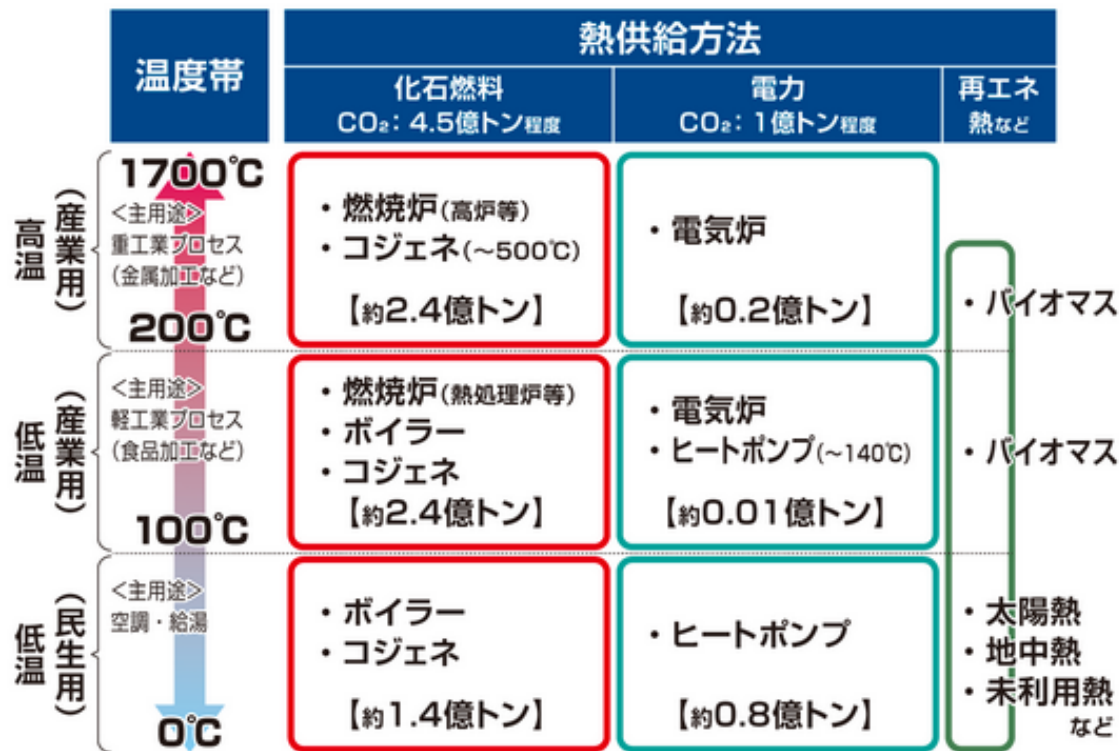 温度帯
熱供給方法
化石燃料
CO₂：4.5億トン程度
電力
CO₂：1億トン程度
再エネ
熱など
高温
（産業用）
1700℃
＜主用途＞
重工業プロセス
（金属加工など）
200℃
・燃焼炉（高炉等）
・コジェネ（～500℃）
【約2.4億トン】
・電気炉
【約0.2億トン】
・バイオマス
低温
（産業用）
＜主用途＞
軽工業プロセス
（食品加工など）
100℃
・燃焼炉（熱処理炉等）
・ボイラー
・コジェネ
【約2.4億トン】
・電気炉
・ヒートポンプ（～140℃）
【約0.01億トン】
・バイオマス
低温
（民生用）
＜主用途＞
空調・給湯
0℃
・ボイラー
・コジェネ
【約1.4億トン】
・ヒートポンプ
【約0.8億トン】
・太陽熱
・地中熱
・未利用熱
など